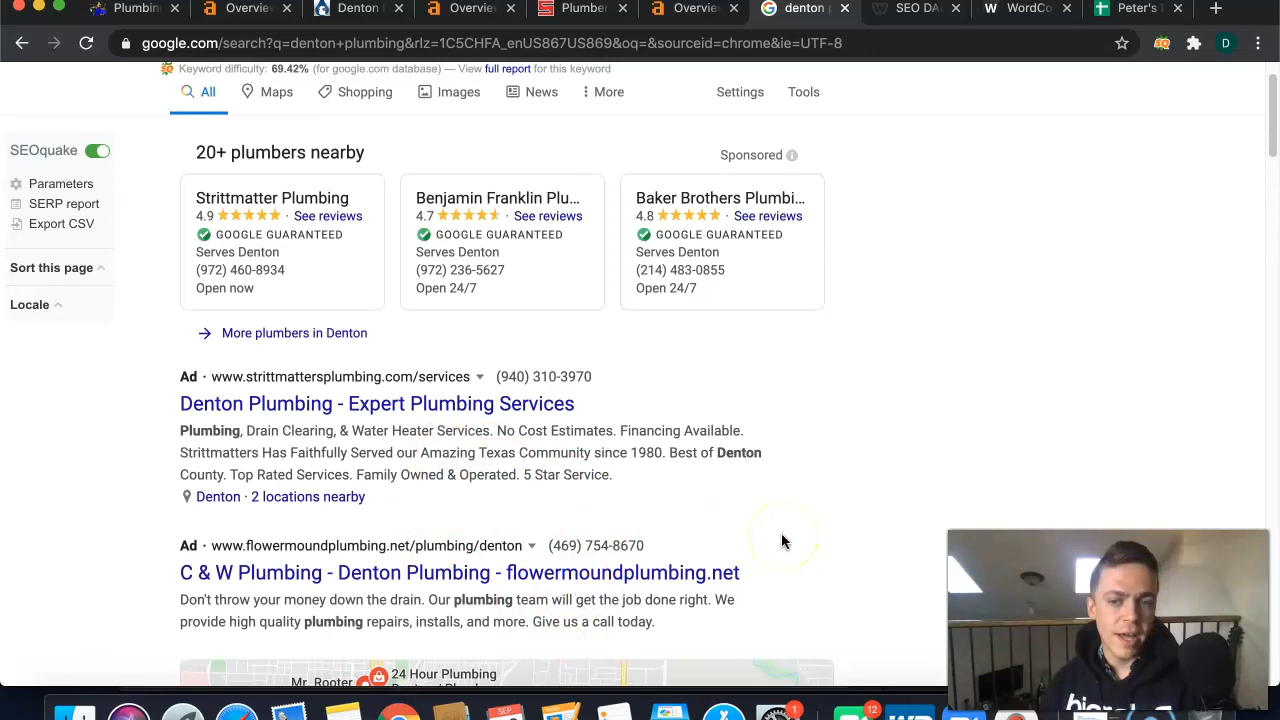 Overvie
Denton l
Overvie
Plumber
Overvie
denton p
SEO DA
WordCo
Peter's
google.com/search?q=denton+plumbing&rlz=1C5CHFA_enUS867US869&oq=&sourceid=chrome&ie=UTF-8
D
Keyword difficulty: 69.42% (for google.com database) — View full report for this keyword
All
Maps
Shopping
Images
News
More
Settings
Tools
SEOquake
Parameters
SERP report
Export CSV
Sort this page
Locale
20+ plumbers nearby
Sponsored
Strittmatter Plumbing
4.9 · See reviews
GOOGLE GUARANTEED
Serves Denton
(972) 460-8934
Open now
Benjamin Franklin Plu...
4.7 · See reviews
GOOGLE GUARANTEED
Serves Denton
(972) 236-5627
Open 24/7
Baker Brothers Plumbi...
4.8 · See reviews
GOOGLE GUARANTEED
Serves Denton
(214) 483-0855
Open 24/7
More plumbers in Denton
Ad · www.strittmattersplumbing.com/services (940) 310-3970
Denton Plumbing - Expert Plumbing Services
Plumbing, Drain Clearing, & Water Heater Services. No Cost Estimates. Financing Available.
Strittmatters Has Faithfully Served our Amazing Texas Community since 1980. Best of Denton
County. Top Rated Services. Family Owned & Operated. 5 Star Service.
Denton · 2 locations nearby
Ad · www.flowermoundplumbing.net/plumbing/denton (469) 754-8670
C & W Plumbing - Denton Plumbing - flowermoundplumbing.net
Don't throw your money down the drain. Our plumbing team will get the job done right. We
provide high quality plumbing repairs, installs, and more. Give us a call today.
24 Hour Plumbing
Mr. Rooter
SEP
1
12